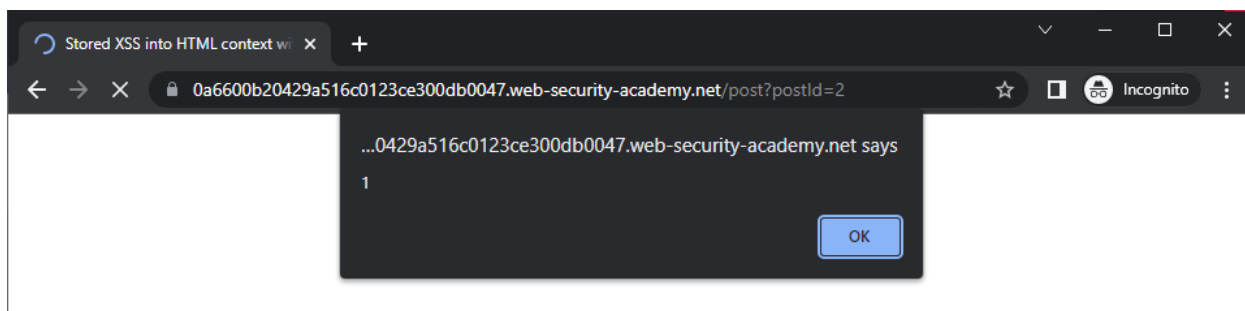 Stored XSS into HTML context wi
0a6600b20429a516c0123ce300db0047.web-security-academy.net/post?postId=2
Incognito
...0429a516c0123ce300db0047.web-security-academy.net says
1
OK